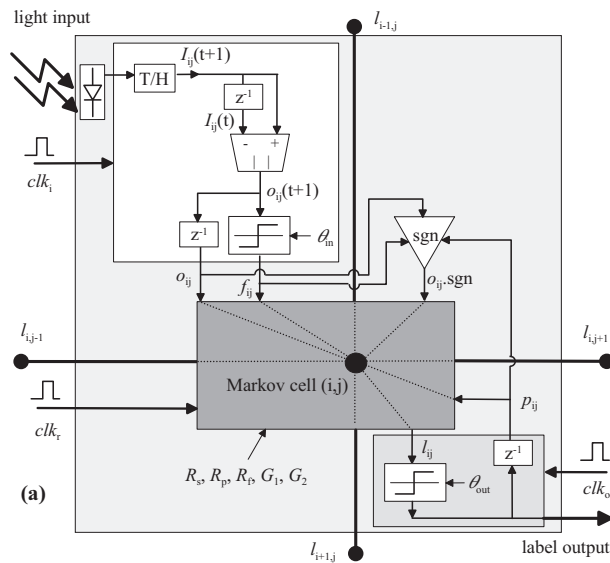 light input
l_{i-1,j}
T/H
I_{ij}(t+1)
z^{-1}
I_{ij}(t)
- +
| |
clk_i
o_{ij}(t+1)
z^{-1}
θ_{in}
sgn
o_{ij}
f_{ij}
o_{ij}.sgn
l_{i,j-1}
l_{i,j+1}
Markov cell (i,j)
p_{ij}
clk_r
l_{ij}
z^{-1}
R_s, R_p, R_f, G_1, G_2
θ_{out}
clk_o
(a)
l_{i+1,j}
label output